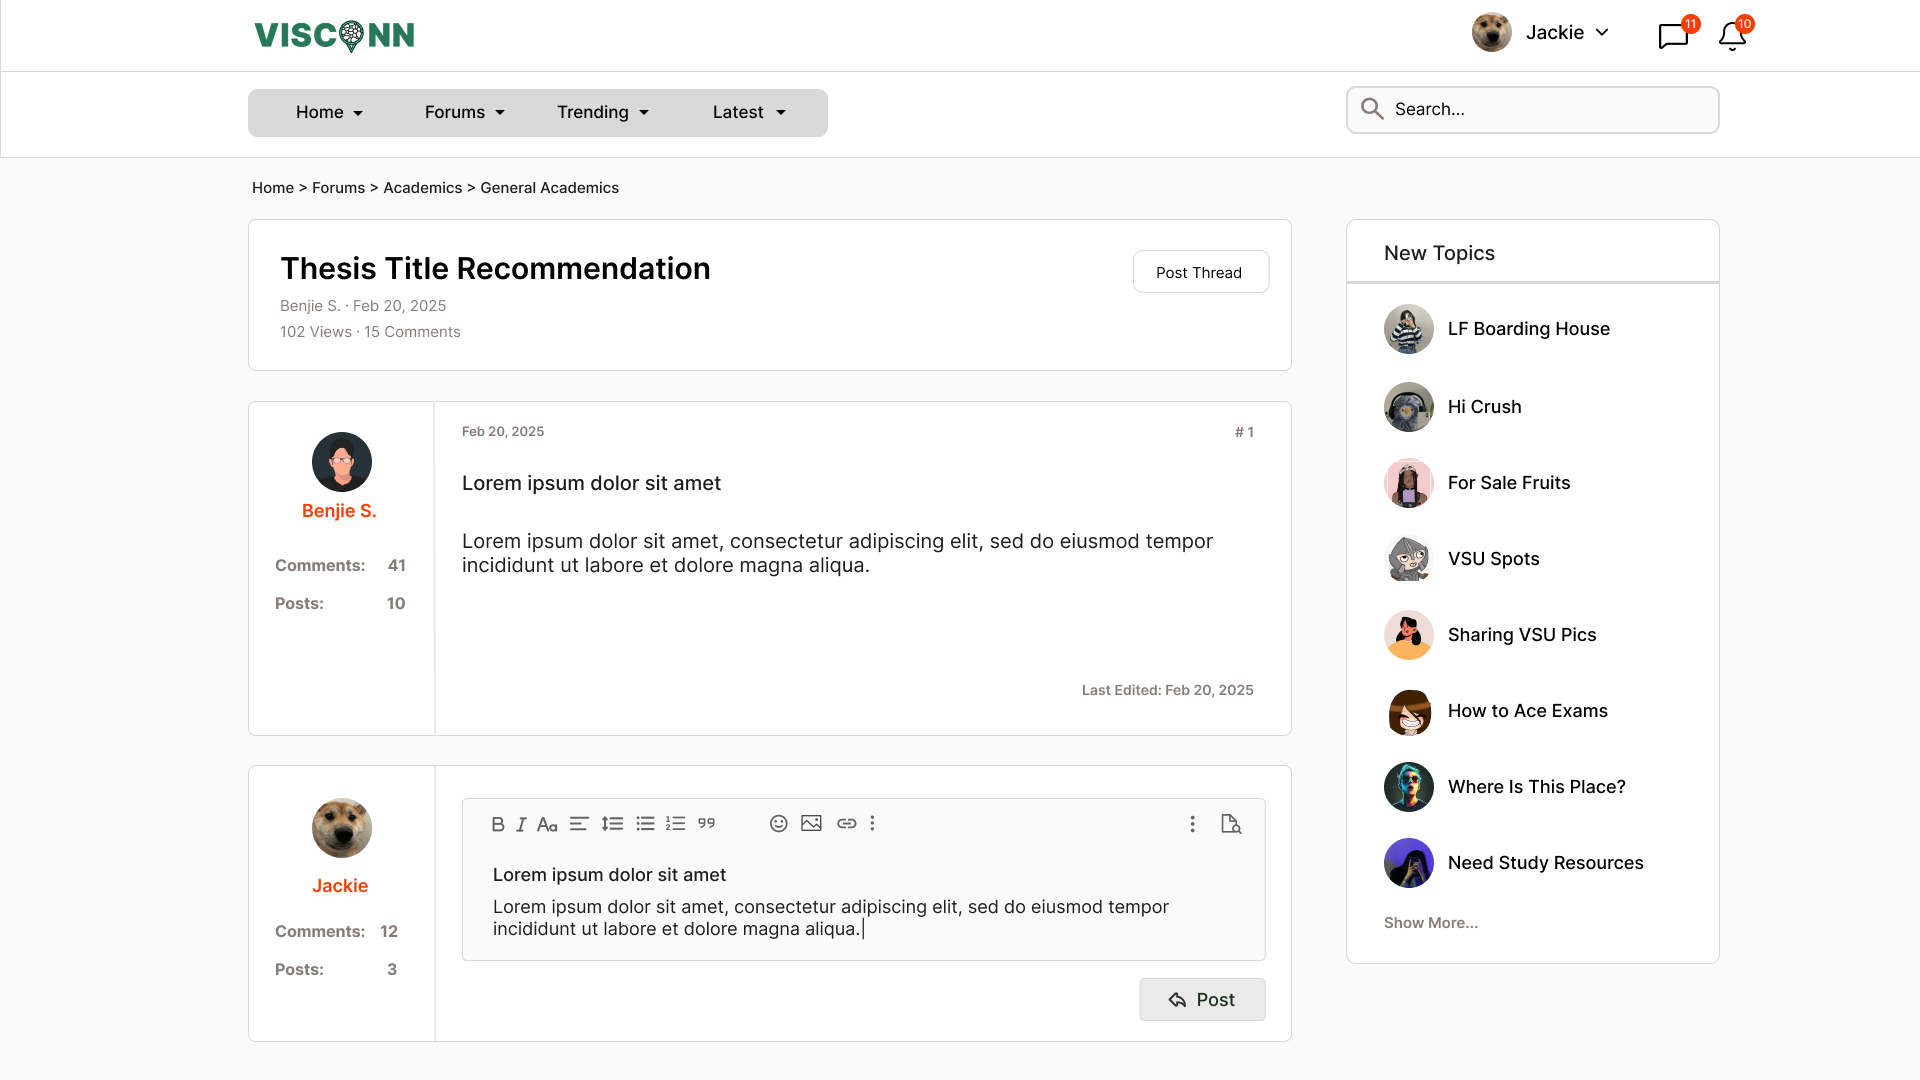 VISCONN
Jackie
11
10
Home
Forums
Trending
Latest
Search...
Home > Forums > Academics > General Academics
Thesis Title Recommendation
Benjie S. · Feb 20, 2025
102 Views · 15 Comments
Post Thread
Benjie S.
Comments: 41
Posts: 10
Feb 20, 2025
# 1
Lorem ipsum dolor sit amet
Lorem ipsum dolor sit amet, consectetur adipiscing elit, sed do eiusmod tempor
incididunt ut labore et dolore magna aliqua.
Last Edited: Feb 20, 2025
Jackie
Comments: 12
Posts: 3
B I Aa
Lorem ipsum dolor sit amet
Lorem ipsum dolor sit amet, consectetur adipiscing elit, sed do eiusmod tempor
incididunt ut labore et dolore magna aliqua.
Post
New Topics
LF Boarding House
Hi Crush
For Sale Fruits
VSU Spots
Sharing VSU Pics
How to Ace Exams
Where Is This Place?
Need Study Resources
Show More...